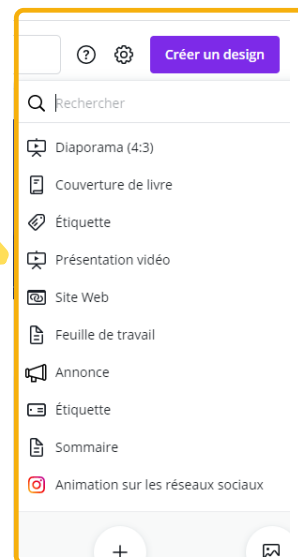 Créer un design
Rechercher
Diaporama (4:3)
Couverture de livre
Étiquette
Présentation vidéo
Site Web
Feuille de travail
Annonce
Étiquette
Sommaire
Animation sur les réseaux sociaux